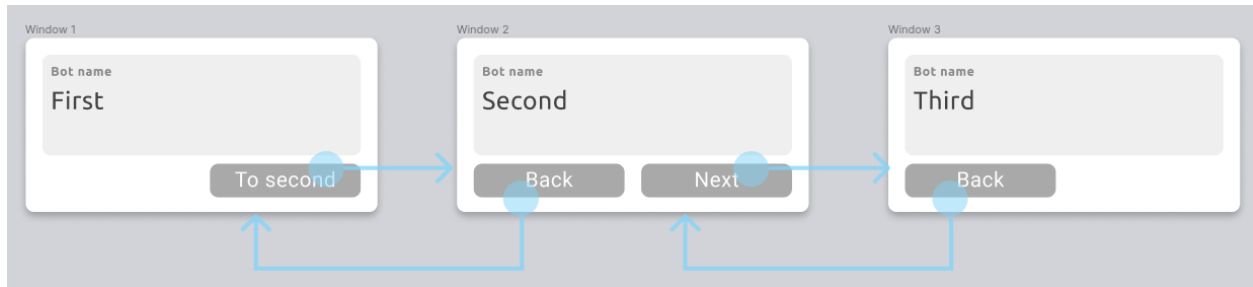 Window 1
Bot name
First
To second
Window 2
Bot name
Second
Back
Next
Window 3
Bot name
Third
Back